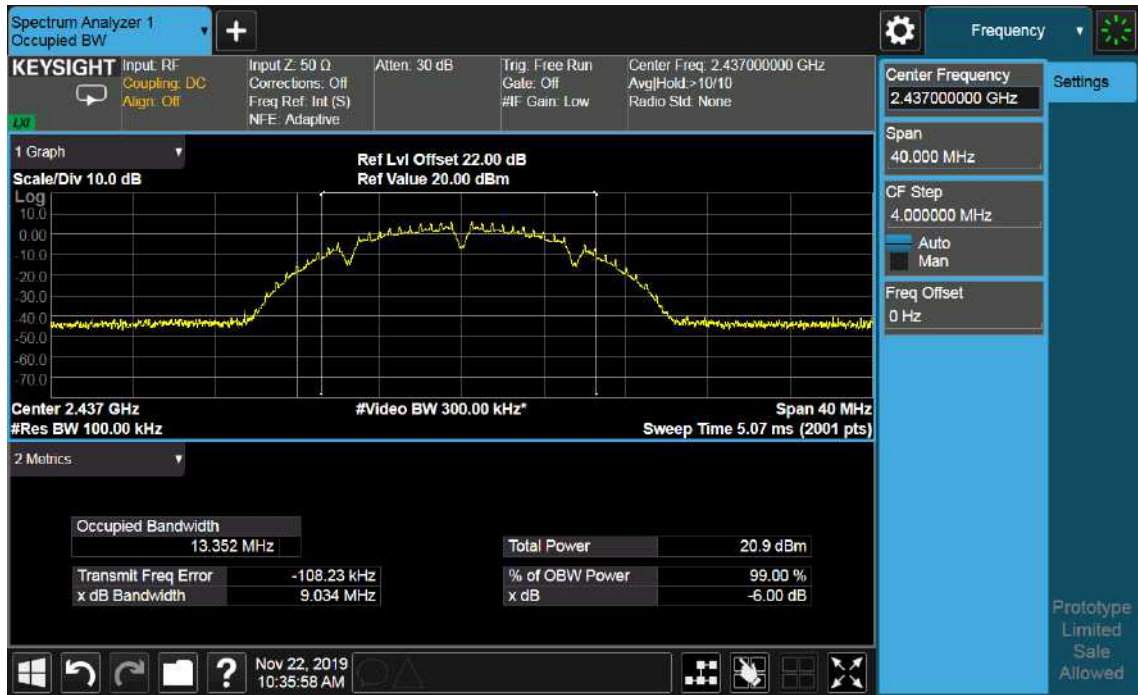 Spectrum Analyzer 1
Occupied BW
+
Frequency
KEYSIGHT
LXI
Input: RF
Coupling: DC
Align: Off
Input Z: 50 Ω
Corrections: Off
Freq Ref: Int (S)
NFE: Adaptive
Atten: 30 dB
Trig: Free Run
Gate: Off
#IF Gain: Low
Center Freq: 2.437000000 GHz
Avg|Hold:>10/10
Radio Std: None
1 Graph
Scale/Div 10.0 dB
Ref Lvl Offset 22.00 dB
Ref Value 20.00 dBm
Log
10.0
0.00
-10.0
-20.0
-30.0
-40.0
-50.0
-60.0
-70.0
Center 2.437 GHz
#Res BW 100.00 kHz
#Video BW 300.00 kHz*
Span 40 MHz
Sweep Time 5.07 ms (2001 pts)
2 Metrics
Occupied Bandwidth
13.352 MHz
Total Power 20.9 dBm
Transmit Freq Error -108.23 kHz
% of OBW Power 99.00 %
x dB Bandwidth 9.034 MHz
x dB -6.00 dB
?
Nov 22, 2019
10:35:58 AM
Center Frequency
2.437000000 GHz
Settings
Span
40.000 MHz
CF Step
4.000000 MHz
Auto
Man
Freq Offset
0 Hz
Prototype
Limited
Sale
Allowed